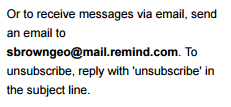 Or to receive messages via email, send
an email to
sbrowngeo@mail.remind.com. To
unsubscribe, reply with 'unsubscribe' in
the subject line.